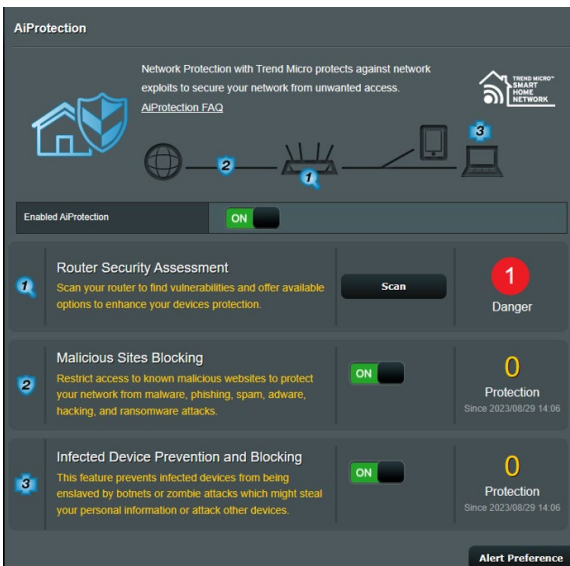 AiProtection
Network Protection with Trend Micro protects against network
exploits to secure your network from unwanted access.
AiProtection FAQ
TREND MICRO™
SMART
HOME
NETWORK
3
2
1
Enabled AiProtection
ON
1
Router Security Assessment
Scan your router to find vulnerabilities and offer available
options to enhance your devices protection.
Scan
1
Danger
2
Malicious Sites Blocking
Restrict access to known malicious websites to protect
your network from malware, phishing, spam, adware,
hacking, and ransomware attacks.
ON
0
Protection
Since 2023/08/29 14:06
3
Infected Device Prevention and Blocking
This feature prevents infected devices from being
enslaved by botnets or zombie attacks which might steal
your personal information or attack other devices.
ON
0
Protection
Since 2023/08/29 14:06
Alert Preference